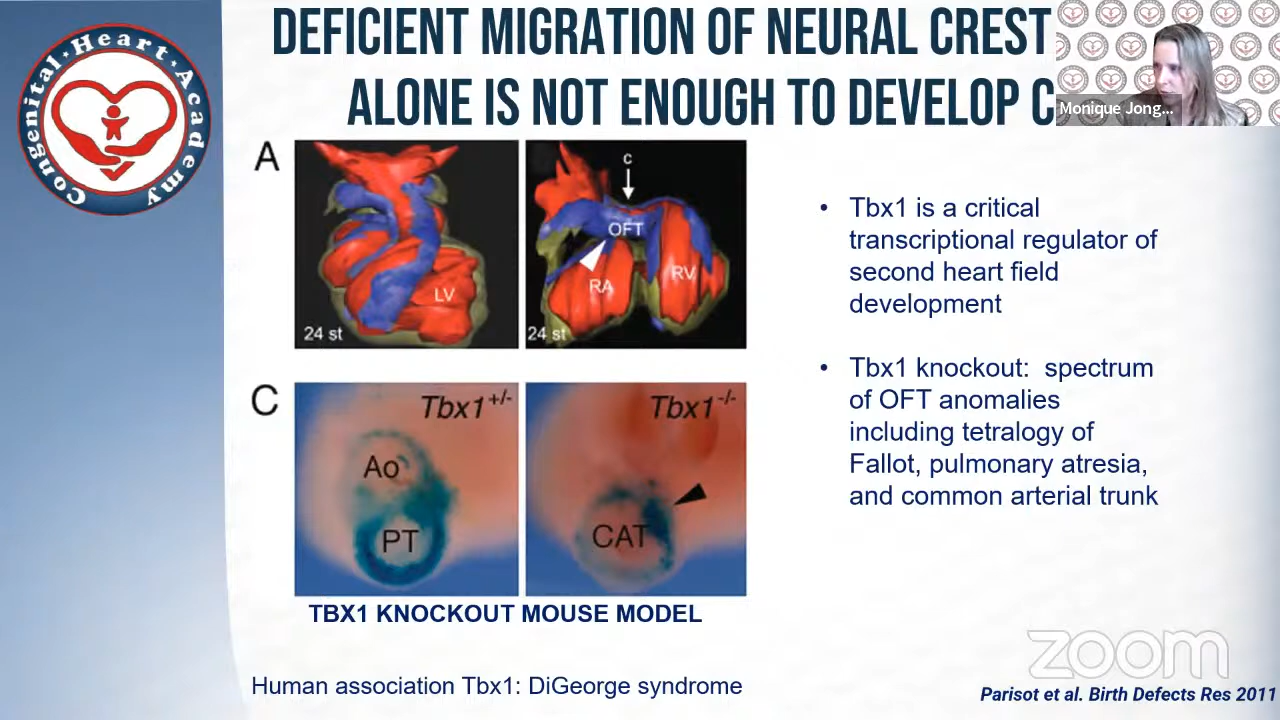 Congenital·Heart·Academy
DEFICIENT MIGRATION OF NEURAL CREST
ALONE IS NOT ENOUGH TO DEVELOP C
Monique Jong...
A
C
OFT
LV
RA
RV
24 st
24 st
• Tbx1 is a critical
transcriptional regulator of
second heart field
development
• Tbx1 knockout: spectrum
of OFT anomalies
including tetralogy of
Fallot, pulmonary atresia,
and common arterial trunk
C
Tbx1+/-
Tbx1-/-
Ao
PT
CAT
TBX1 KNOCKOUT MOUSE MODEL
Human association Tbx1: DiGeorge syndrome
zoom
Parisot et al. Birth Defects Res 2011